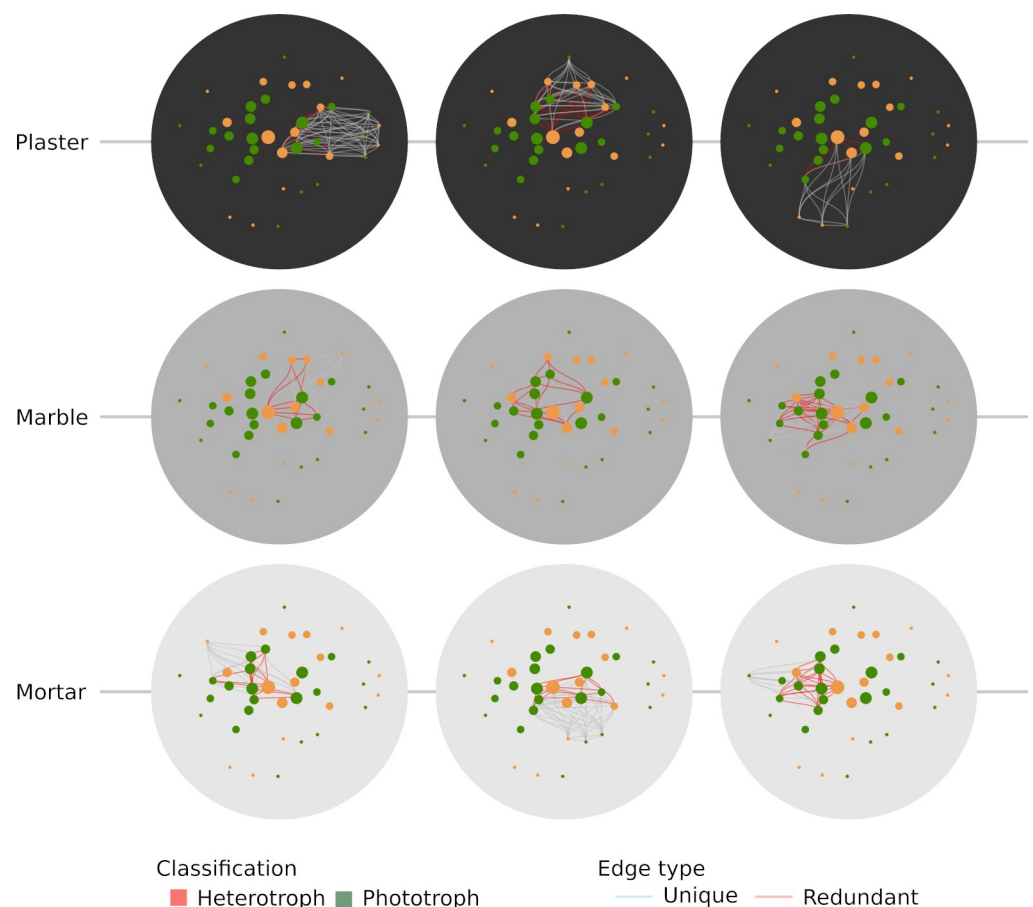 Plaster
Marble
Mortar
Classification
Heterotroph Phototroph
Edge type
Unique Redundant